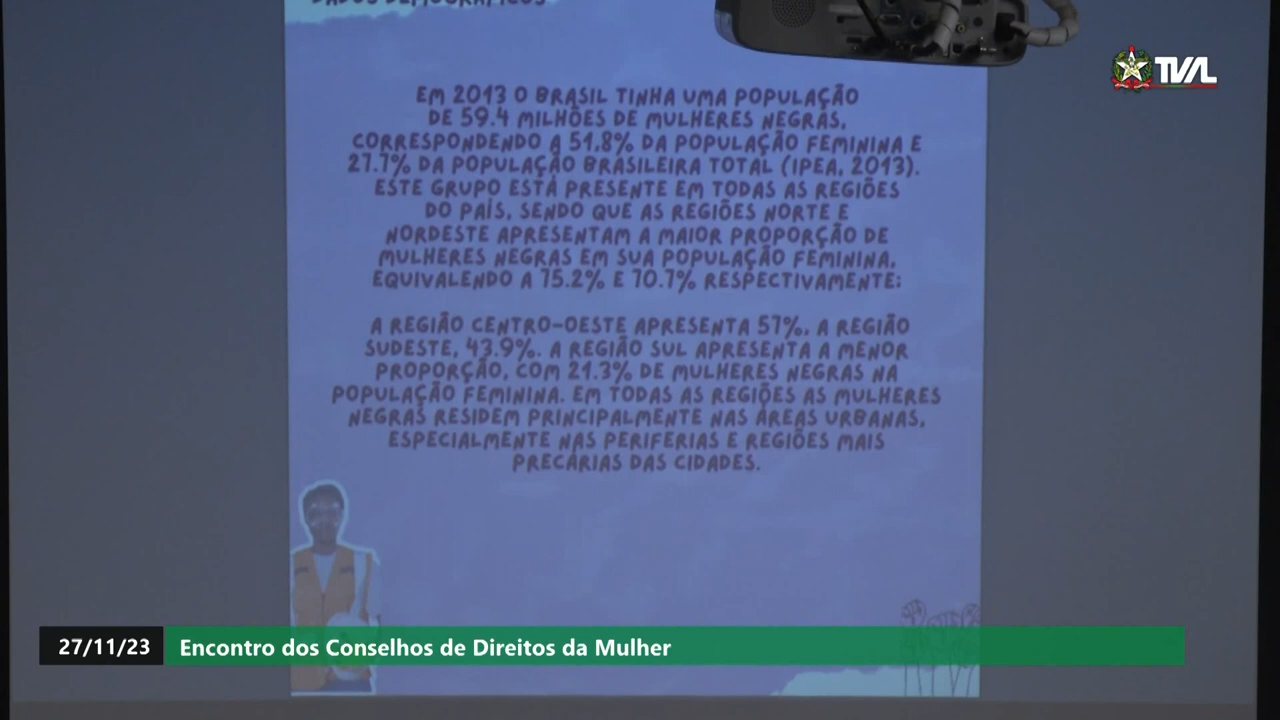 DADOS DEMOGRÁFICOS
TVAL
EM 2013 O BRASIL TINHA UMA POPULAÇÃO
DE 59.4 MILHÕES DE MULHERES NEGRAS,
CORRESPONDENDO A 51,8% DA POPULAÇÃO FEMININA E
27.7% DA POPULAÇÃO BRASILEIRA TOTAL (IPEA, 2013).
ESTE GRUPO ESTÁ PRESENTE EM TODAS AS REGIÕES
DO PAÍS, SENDO QUE AS REGIÕES NORTE E
NORDESTE APRESENTAM A MAIOR PROPORÇÃO DE
MULHERES NEGRAS EM SUA POPULAÇÃO FEMININA,
EQUIVALENDO A 75.2% E 70.7% RESPECTIVAMENTE;
A REGIÃO CENTRO-OESTE APRESENTA 57%, A REGIÃO
SUDESTE, 43.9%. A REGIÃO SUL APRESENTA A MENOR
PROPORÇÃO, COM 21.3% DE MULHERES NEGRAS NA
POPULAÇÃO FEMININA. EM TODAS AS REGIÕES AS MULHERES
NEGRAS RESIDEM PRINCIPALMENTE NAS ÁREAS URBANAS,
ESPECIALMENTE NAS PERIFERIAS E REGIÕES MAIS
PRECÁRIAS DAS CIDADES.
27/11/23 Encontro dos Conselhos de Direitos da Mulher